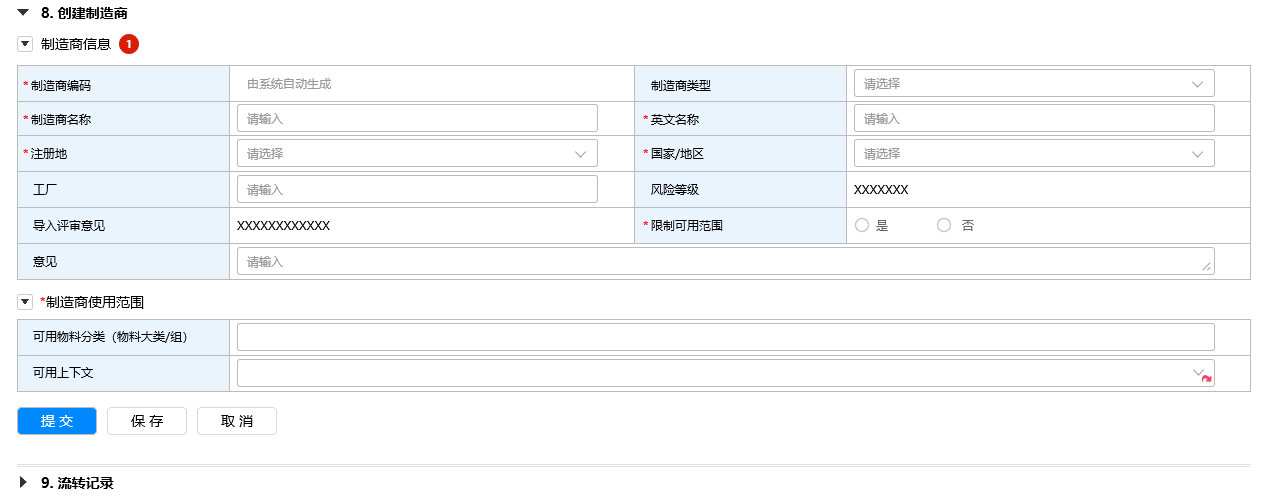 8. 创建制造商
制造商信息 1
*制造商编码 由系统自动生成 制造商类型 请选择
*制造商名称 请输入 *英文名称 请输入
*注册地 请选择 *国家/地区 请选择
工厂 请输入 风险等级 XXXXXXX
导入评审意见 XXXXXXXXXXXX *限制可用范围 是 否
意见 请输入
*制造商使用范围
可用物料分类（物料大类/组）
可用上下文
提 交 保 存 取 消
9. 流转记录